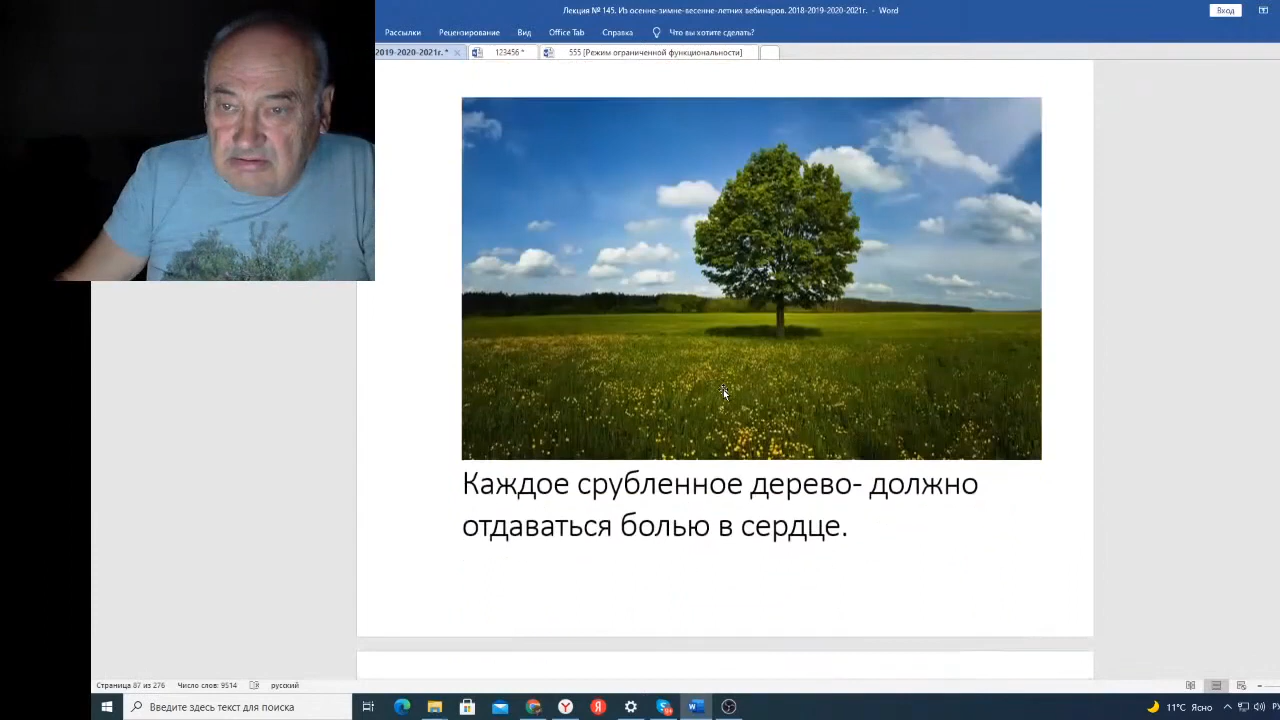 Лекция № 145. Из осенне-зимне-весенне-летних вебинаров. 2018-2019-2020-2021г. - Word
Вход
Рассылки Рецензирование Вид Office Tab Справка Что вы хотите сделать?
2019-2020-2021г. * 123456 * 555 [Режим ограниченной функциональности]
Каждое срубленное дерево- должно
отдаваться болью в сердце.
Страница 87 из 276 Число слов: 9514 русский
Введите здесь текст для поиска
11°C Ясно